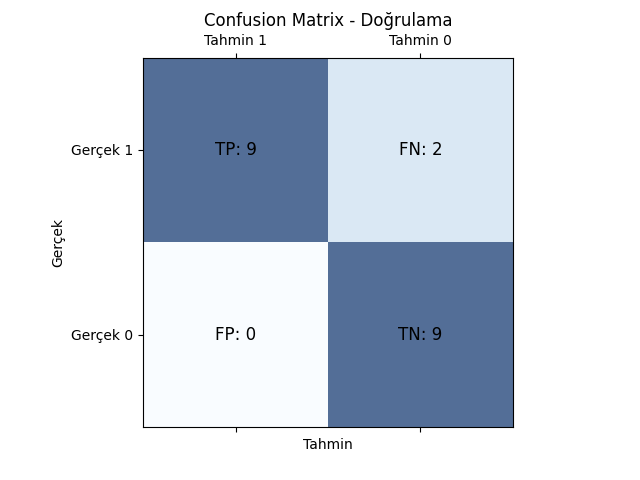 Confusion Matrix - Doğrulama
Tahmin 1 Tahmin 0
Gerçek 1
TP: 9 FN: 2
Gerçek
Gerçek 0
FP: 0 TN: 9
Tahmin